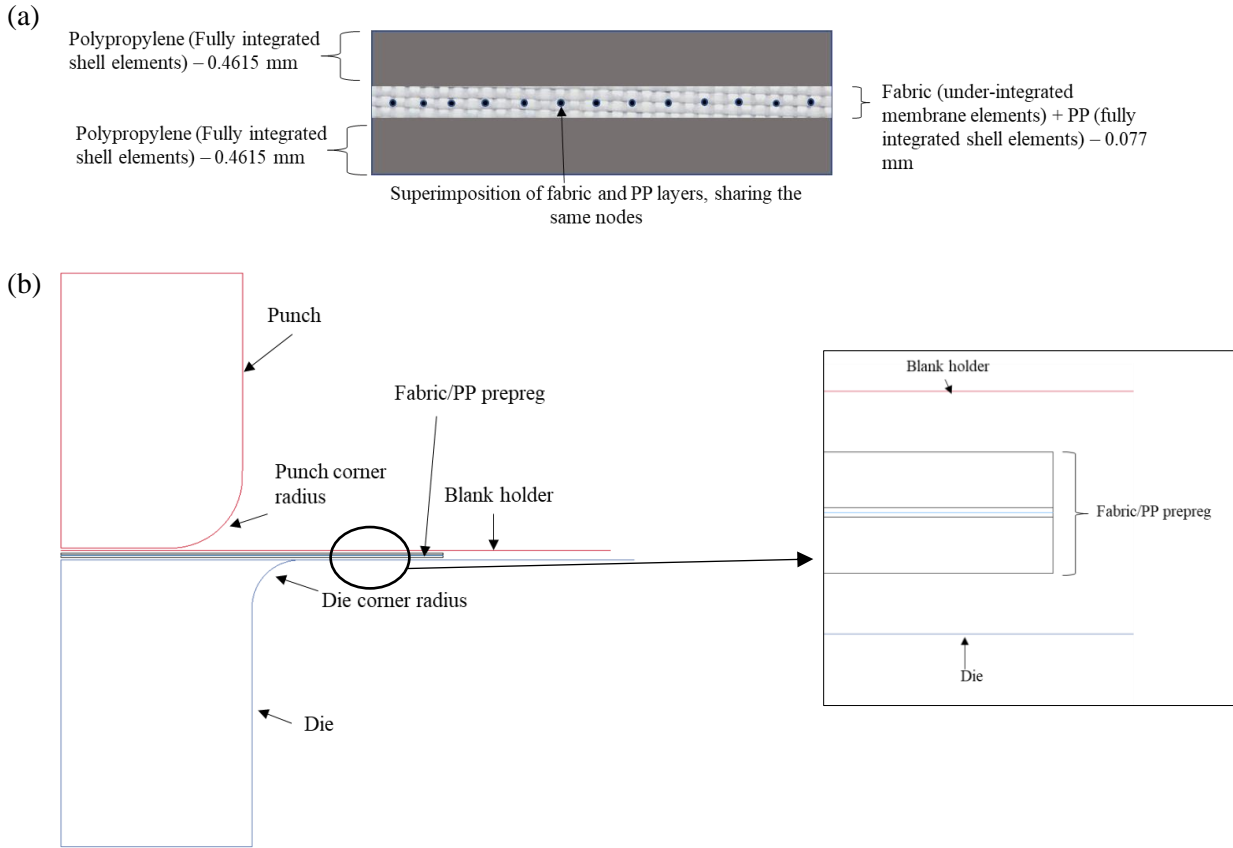 (a)
Polypropylene (Fully integrated
shell elements) – 0.4615 mm
Polypropylene (Fully integrated
shell elements) – 0.4615 mm
Fabric (under-integrated
membrane elements) + PP (fully
integrated shell elements) – 0.077
mm
Superimposition of fabric and PP layers, sharing the
same nodes
(b)
Punch
Fabric/PP prepreg
Punch corner
radius
Blank holder
Die corner radius
Die
Blank holder
Fabric/PP prepreg
Die